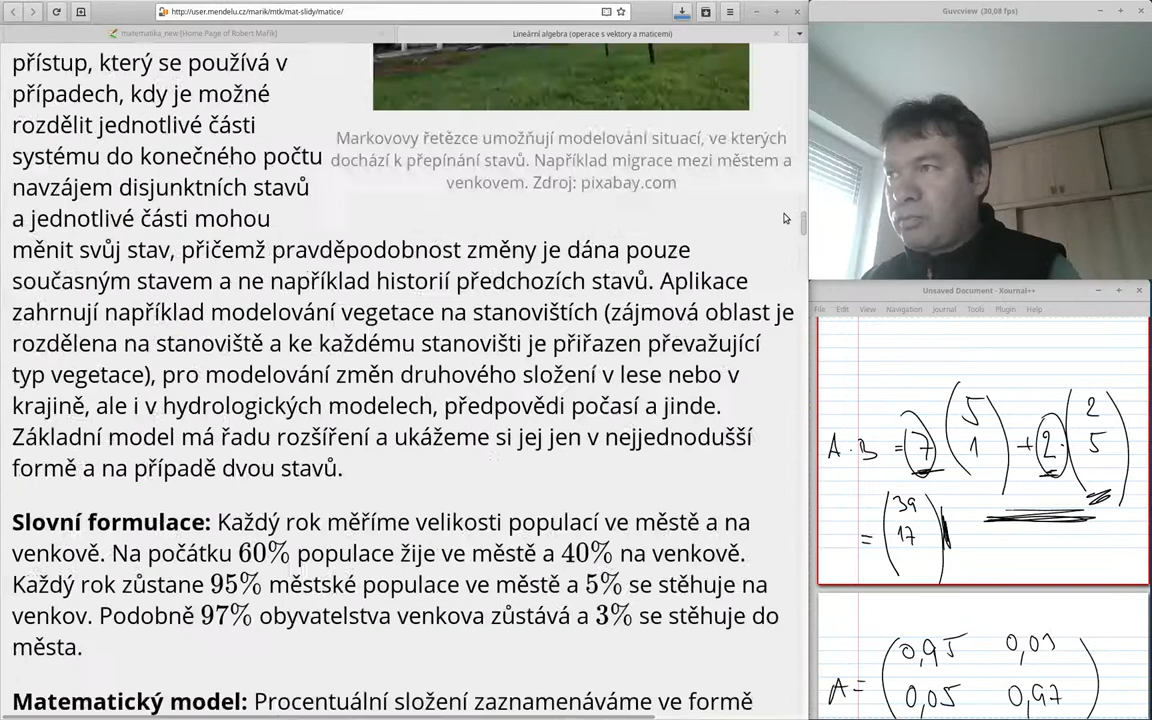 http://user.mendelu.cz/marik/mtk/mat-slidy/matice/
matematika_new [Home Page of Robert Mařík]
Lineární algebra (operace s vektory a maticemi)
přístup, který se používá v
případech, kdy je možné
rozdělit jednotlivé části
systému do konečného počtu
navzájem disjunktních stavů
a jednotlivé části mohou
měnit svůj stav, přičemž pravděpodobnost změny je dána pouze
současným stavem a ne například historií předchozích stavů. Aplikace
zahrnují například modelování vegetace na stanovištích (zájmová oblast je
rozdělena na stanoviště a ke každému stanovišti je přiřazen převažující
typ vegetace), pro modelování změn druhového složení v lese nebo v
krajině, ale i v hydrologických modelech, předpovědi počasí a jinde.
Základní model má řadu rozšíření a ukážeme si jej jen v nejjednodušší
formě a na případě dvou stavů.
Markovovy řetězce umožňují modelování situací, ve kterých
dochází k přepínání stavů. Například migrace mezi městem a
venkovem. Zdroj: pixabay.com
Slovní formulace: Každý rok měříme velikosti populací ve městě a na
venkově. Na počátku 60% populace žije ve městě a 40% na venkově.
Každý rok zůstane 95% městské populace ve městě a 5% se stěhuje na
venkov. Podobně 97% obyvatelstva venkova zůstává a 3% se stěhuje do
města.
Matematický model: Procentuální složení zaznamenáváme ve formě
Guvcview (30,08 fps)
Unsaved Document - Xournal++
File Edit View Navigation Journal Tools Plugin Help
A·B = 7 (5 1) + 2· (2 5)
= (39 17)
A = (0,95 0,03
0,05 0,97)